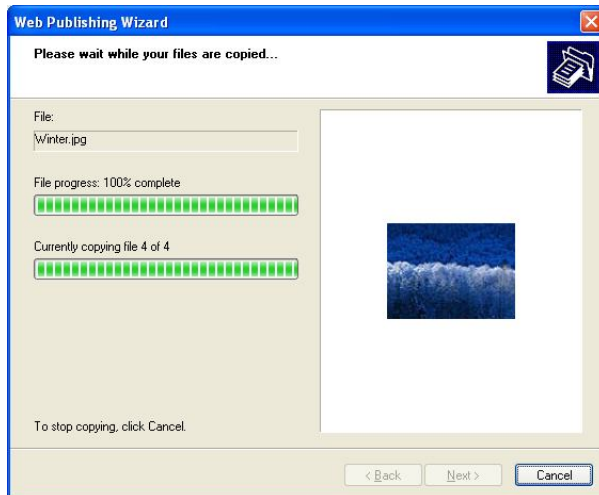 Web Publishing Wizard
Please wait while your files are copied...
File:
Winter.jpg
File progress: 100% complete
Currently copying file 4 of 4
To stop copying, click Cancel.
< Back
Next >
Cancel